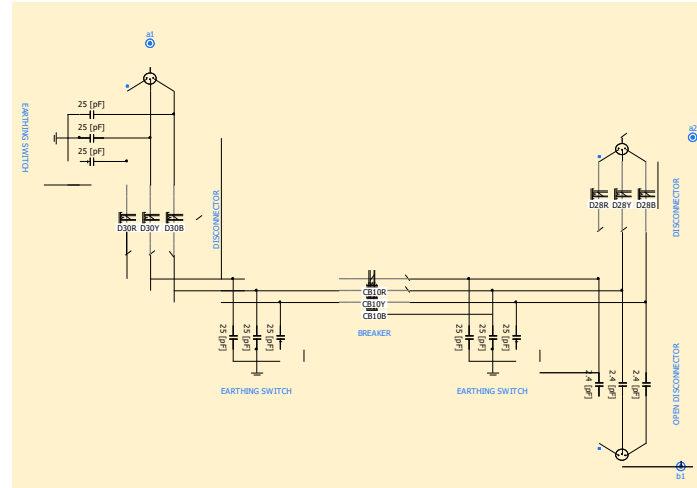 a1
25 [pF]
25 [pF]
25 [pF]
EARTHING SWITCH
a2
D30R D30Y D30B
DISCONNECTOR
D28R D28Y D28B
DISCONNECTOR
CB10R
CB10Y
CB10B
BREAKER
25 [pF]
25 [pF]
25 [pF]
EARTHING SWITCH
25 [pF]
25 [pF]
25 [pF]
EARTHING SWITCH
2.4 [pF]
2.4 [pF]
2.4 [pF]
OPEN DISCONNECTOR
b1